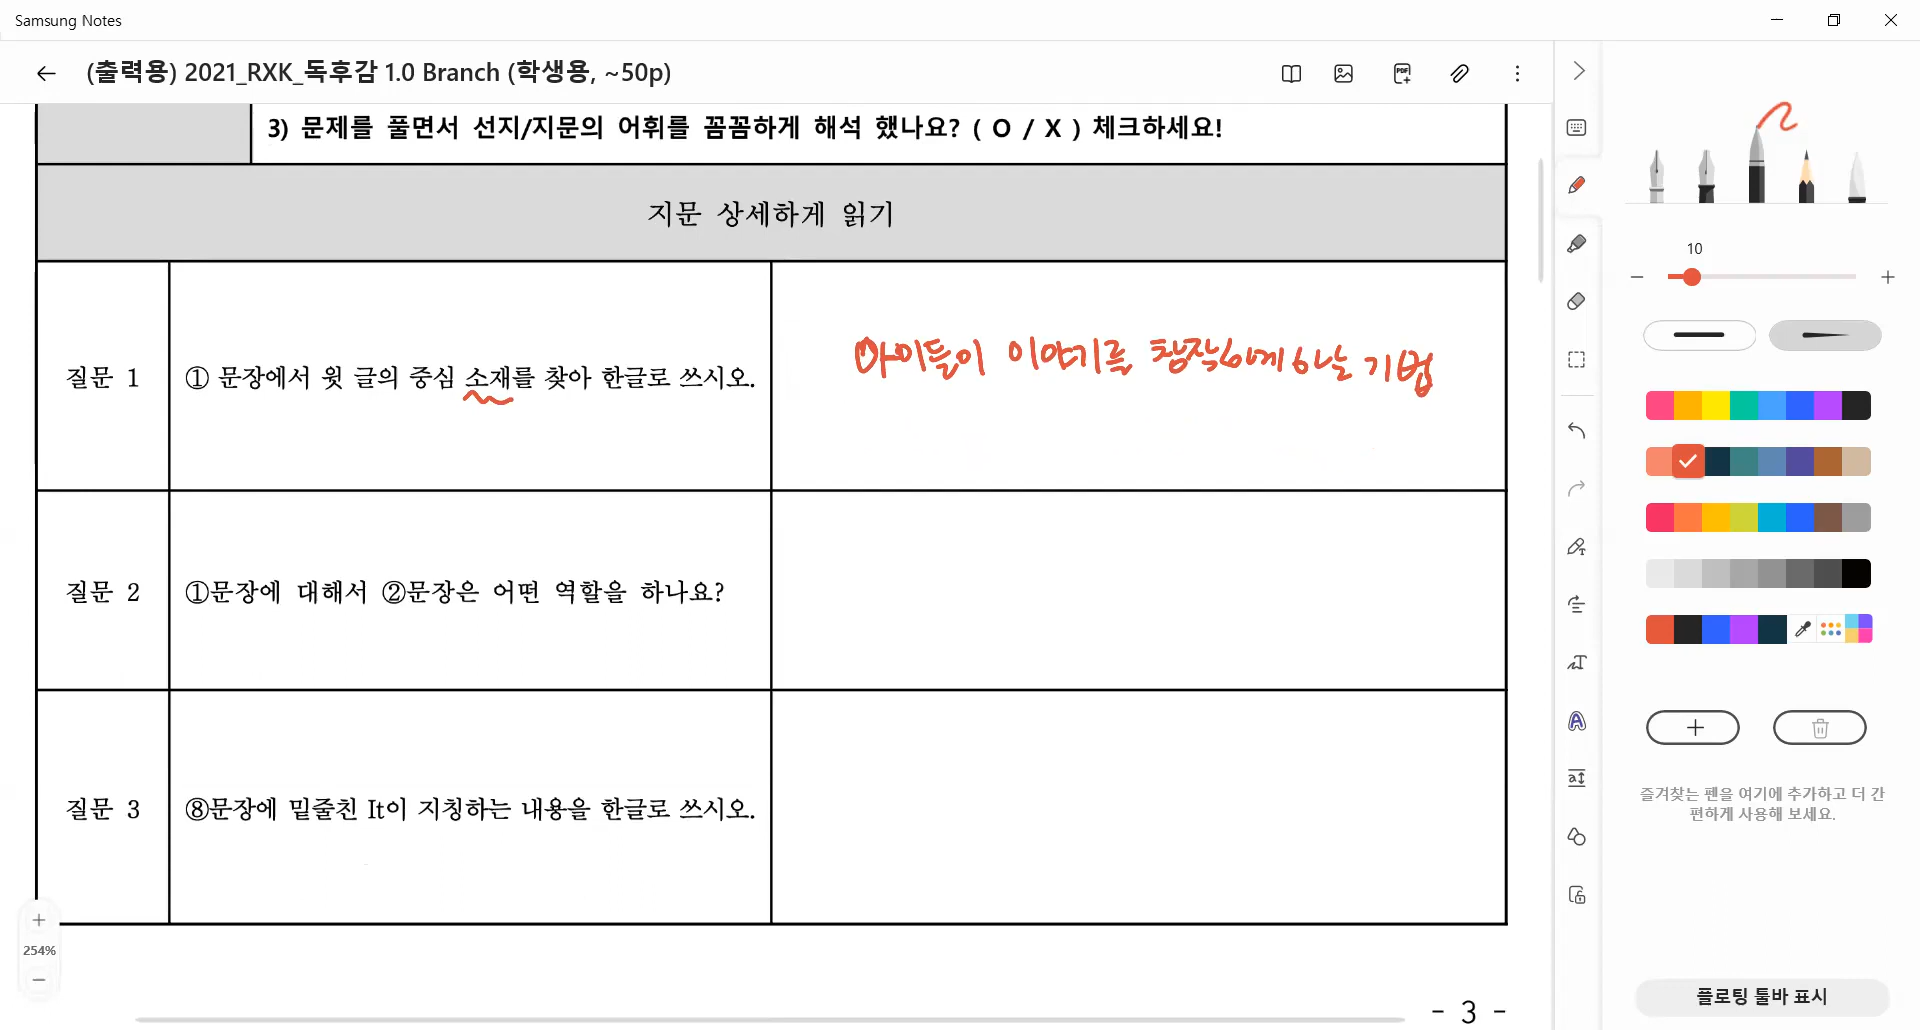 Samsung Notes
(출력용) 2021_RXK_독후감 1.0 Branch (학생용, ~50p)
3) 문제를 풀면서 선지/지문의 어휘를 꼼꼼하게 해석 했나요? ( O / X ) 체크하세요!
지문 상세하게 읽기
질문 1
① 문장에서 윗 글의 중심 소재를 찾아 한글로 쓰시오.
아이들이 이야기를 창작하게 하는 기법
질문 2
①문장에 대해서 ②문장은 어떤 역할을 하나요?
질문 3
⑧문장에 밑줄친 It이 지칭하는 내용을 한글로 쓰시오.
254%
- 3 -
10
즐겨찾는 펜을 여기에 추가하고 더 간
편하게 사용해 보세요.
플로팅 툴바 표시